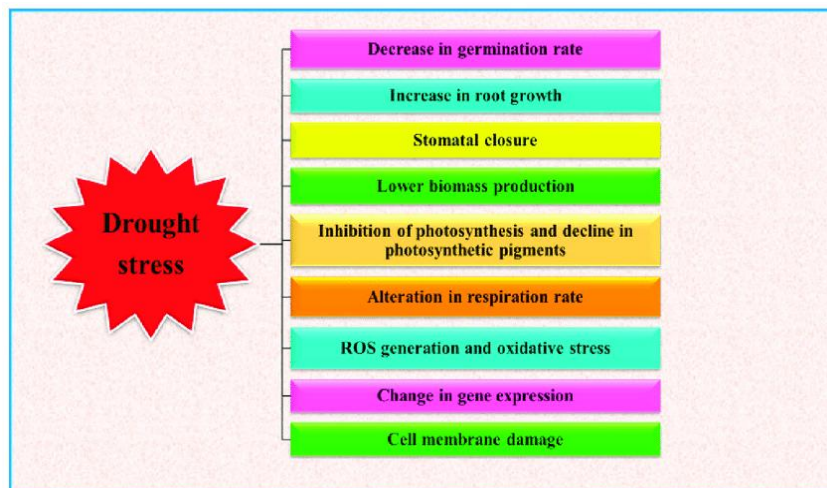 Drought
stress
Decrease in germination rate
Increase in root growth
Stomatal closure
Lower biomass production
Inhibition of photosynthesis and decline in
photosynthetic pigments
Alteration in respiration rate
ROS generation and oxidative stress
Change in gene expression
Cell membrane damage